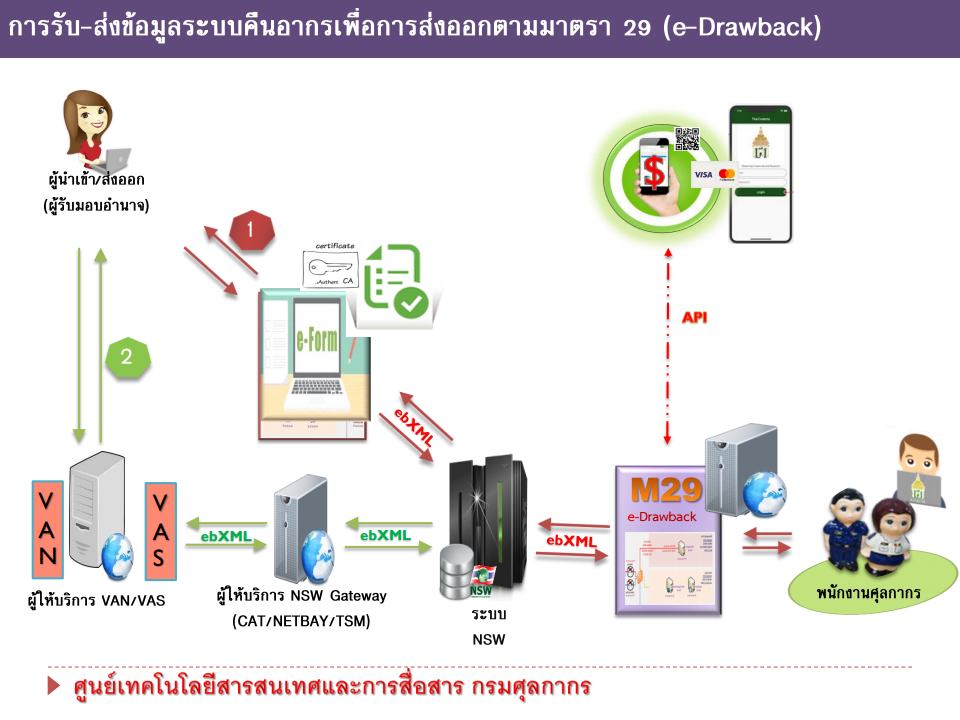 การรับ-ส่งข้อมูลระบบคืนอากรเพื่อการส่งออกตามมาตรา 29 (e-Drawback)
ผู้นำเข้า/ส่งออก
(ผู้รับมอบอำนาจ)
1
certificate
Authent. CA
e-Form
2
$
VISA
Login
API
ebXML
VAN
VAS
ebXML
ebXML
NSW
ebXML
M29
e-Drawback
ผู้ให้บริการ VAN/VAS
ผู้ให้บริการ NSW Gateway
(CAT/NETBAY/TSM)
ระบบ
NSW
พนักงานศุลกากร
ศูนย์เทคโนโลยีสารสนเทศและการสื่อสาร กรมศุลกากร